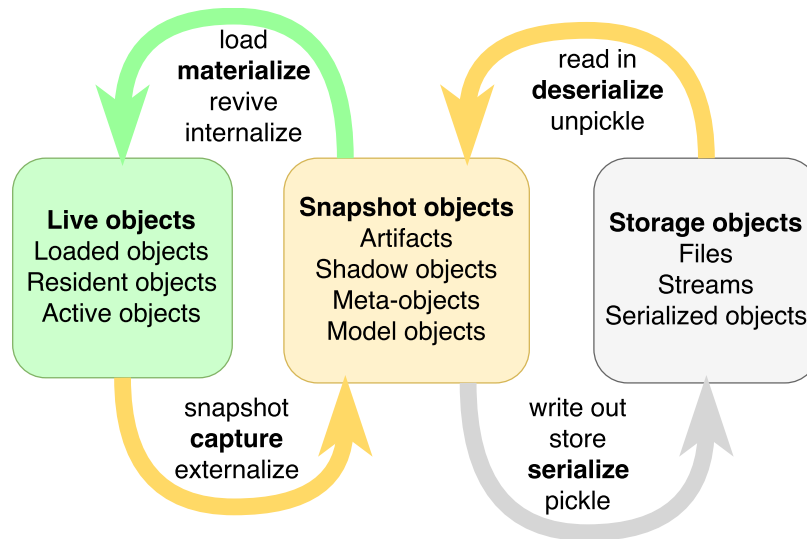 load
materialize
revive
internalize
read in
deserialize
unpickle
Live objects
Loaded objects
Resident objects
Active objects
Snapshot objects
Artifacts
Shadow objects
Meta-objects
Model objects
Storage objects
Files
Streams
Serialized objects
snapshot
capture
externalize
write out
store
serialize
pickle